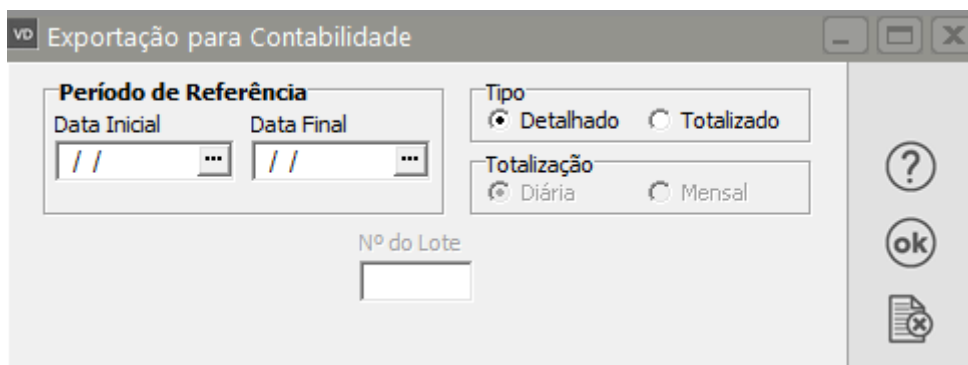 VD Exportação para Contabilidade
Período de Referência
Data Inicial Data Final
/ / ... / / ...
Tipo
Detalhado Totalizado
Totalização
Diária Mensal
Nº do Lote
?
ok